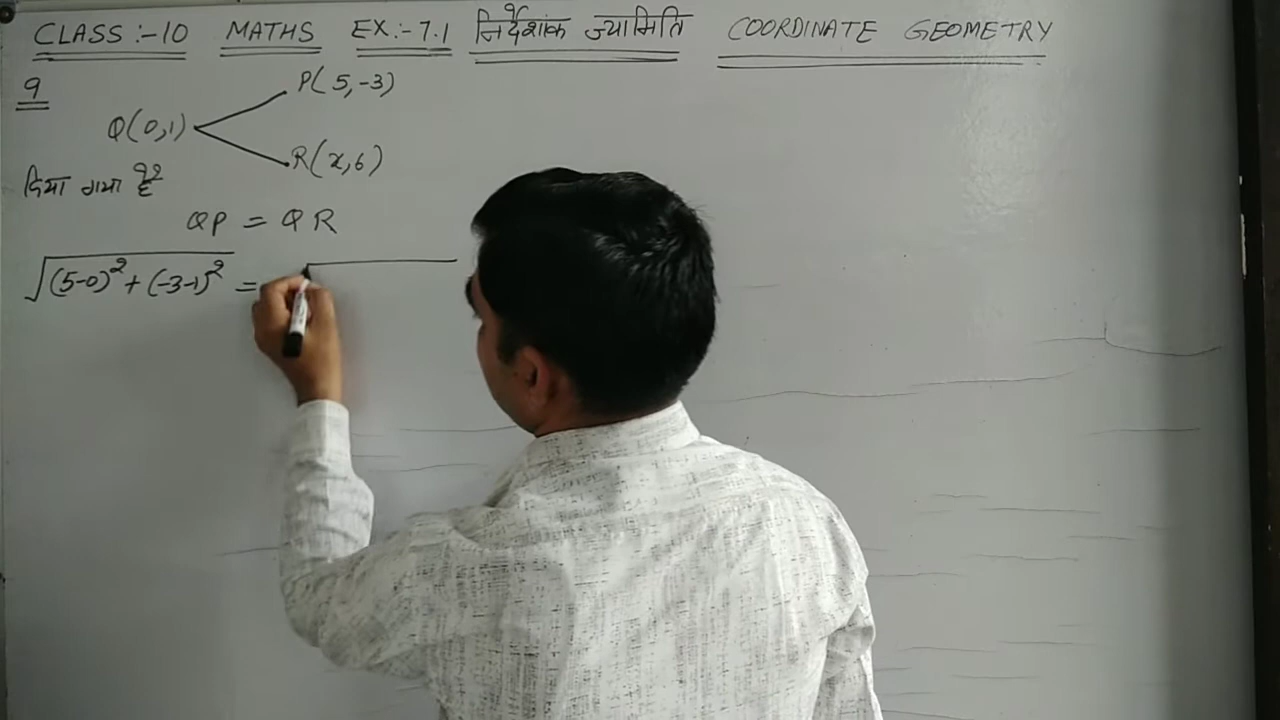 CLASS :- 10 MATHS EX:- 7.1 निर्देशांक ज्यामिति COORDINATE GEOMETRY
9
P(5,-3)
Q(0,1)
R(x,6)
दिया गया है
QP = QR
√(5-0)² + (-3-1)² = √